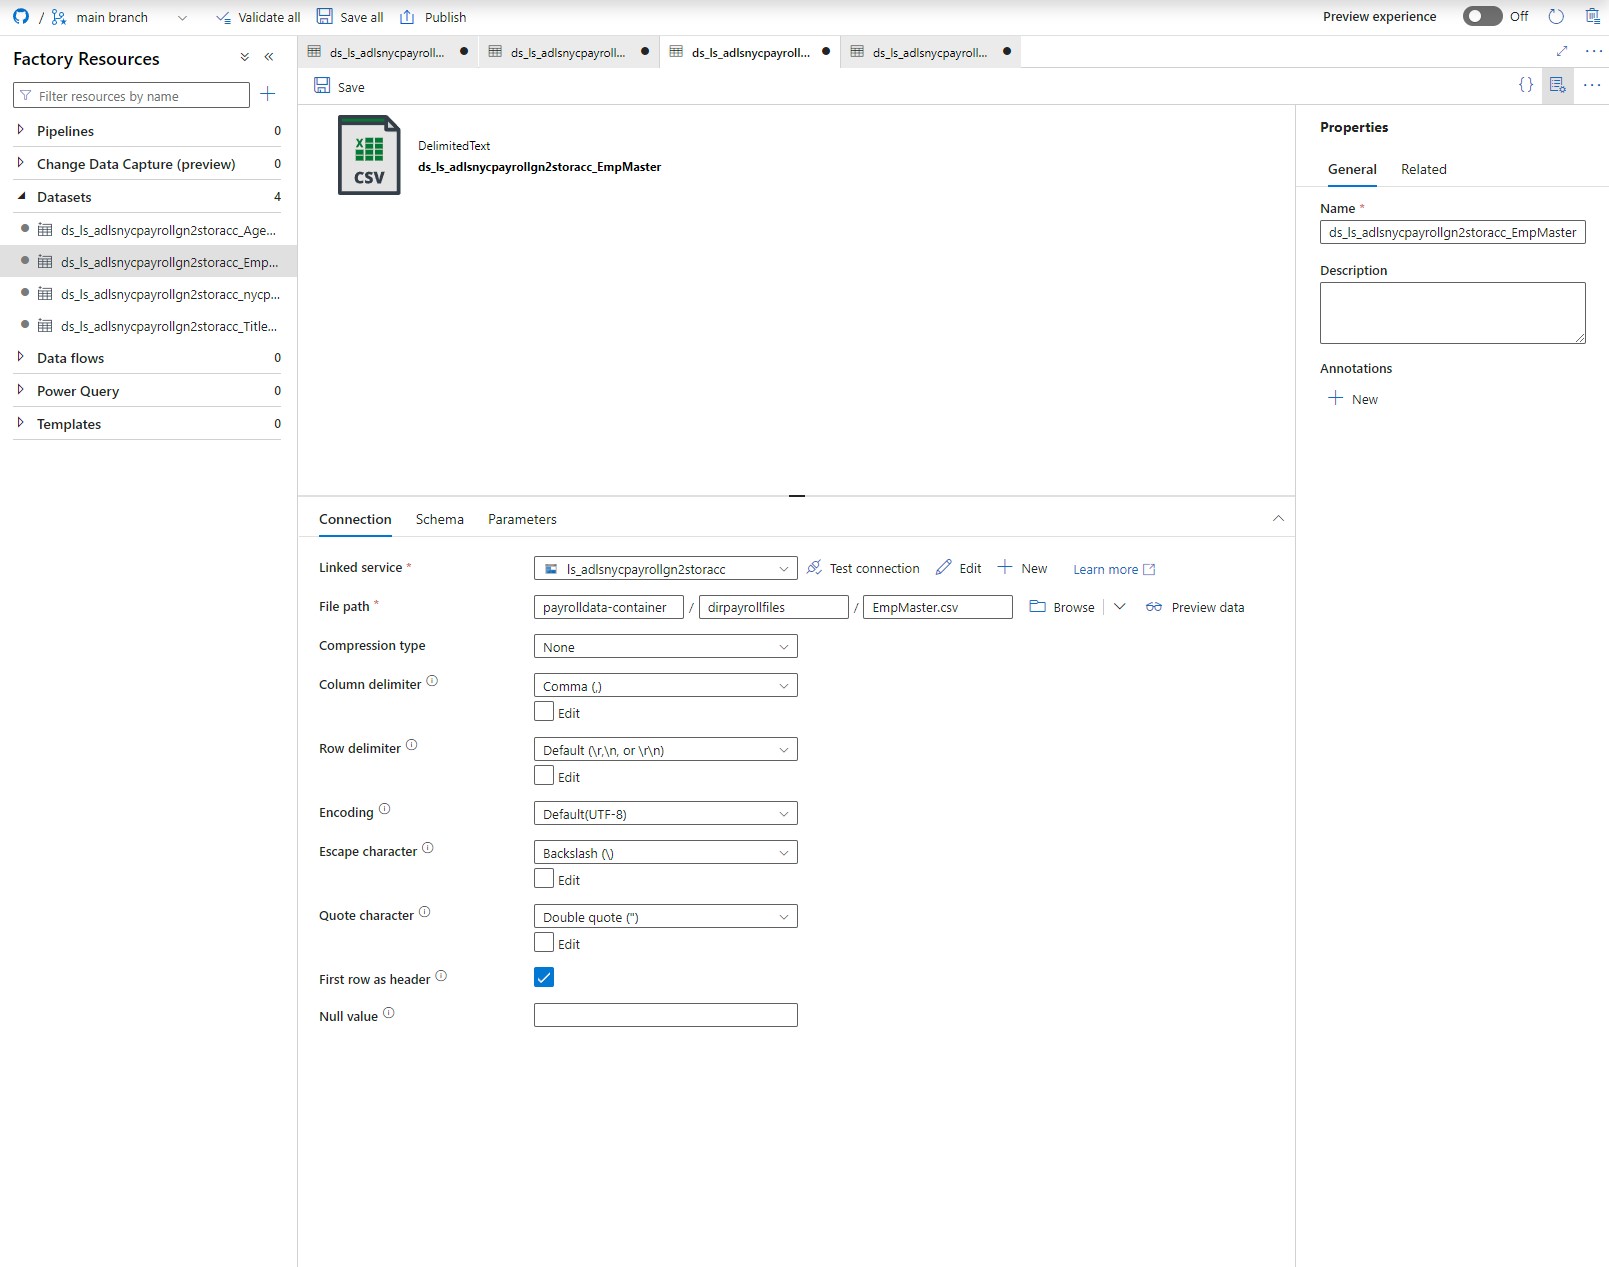 / main branch Validate all Save all Publish Preview experience Off
Factory Resources
Filter resources by name
Pipelines 0
Change Data Capture (preview) 0
Datasets 4
ds_ls_adlsnycpayrollgn2storacc_Age...
ds_ls_adlsnycpayrollgn2storacc_Emp...
ds_ls_adlsnycpayrollgn2storacc_nycp...
ds_ls_adlsnycpayrollgn2storacc_Title...
Data flows 0
Power Query 0
Templates 0
ds_ls_adlsnycpayroll... ds_ls_adlsnycpayroll... ds_ls_adlsnycpayroll... ds_ls_adlsnycpayroll...
Save {}
CSV
DelimitedText
ds_ls_adlsnycpayrollgn2storacc_EmpMaster
Connection Schema Parameters
Linked service * ls_adlsnycpayrollgn2storacc Test connection Edit New Learn more
File path * payrolldata-container / dirpayrollfiles / EmpMaster.csv Browse Preview data
Compression type None
Column delimiter Comma (,)
Edit
Row delimiter Default (\r,\n, or \r\n)
Edit
Encoding Default(UTF-8)
Escape character Backslash (\)
Edit
Quote character Double quote (")
Edit
First row as header
Null value
Properties
General Related
Name *
ds_ls_adlsnycpayrollgn2storacc_EmpMaster
Description
Annotations
New